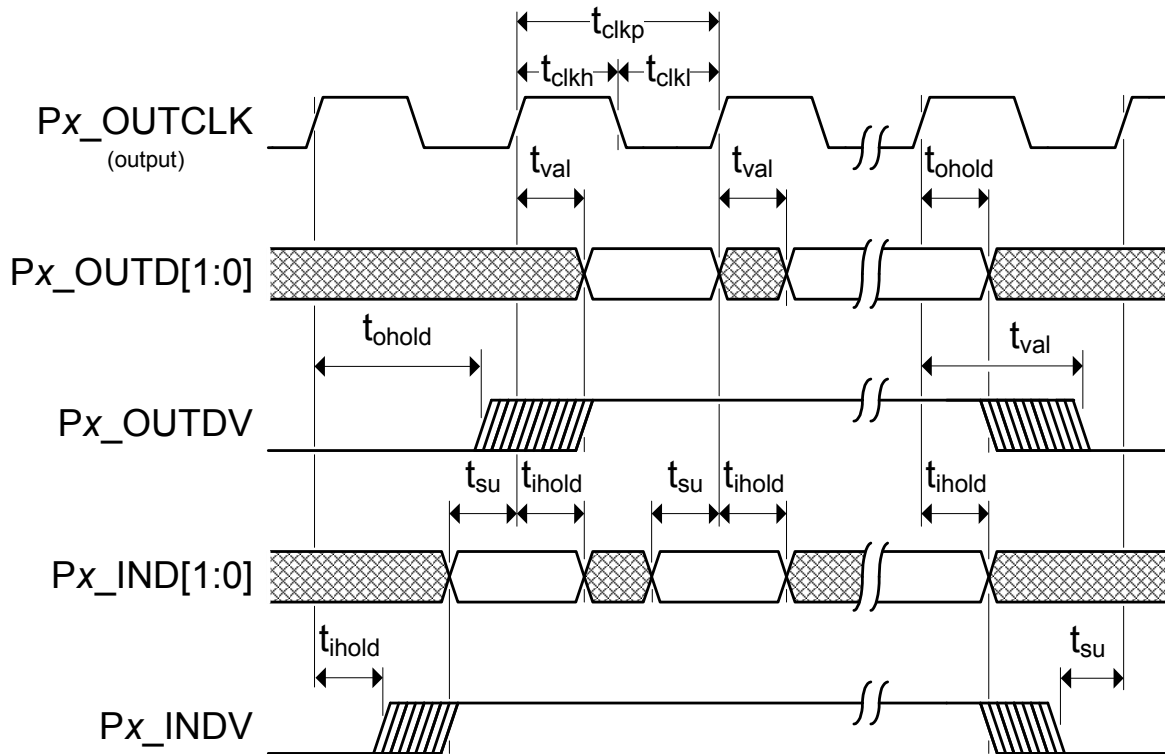 tclkp
tclkh tclkl
Px_OUTCLK
(output)
tval tval tohold
Px_OUTD[1:0]
tohold tval
Px_OUTDV
tsu tihold tsu tihold tihold
Px_IND[1:0]
tihold tsu
Px_INDV